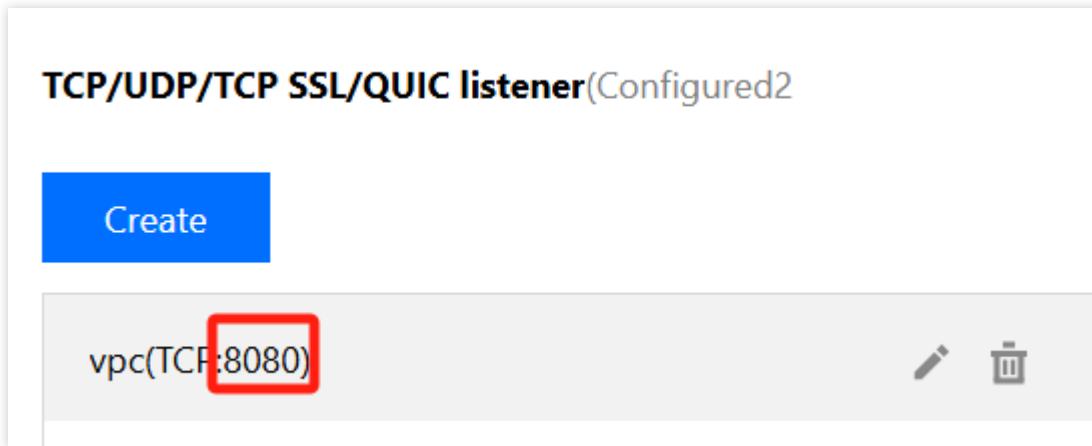 TCP/UDP/TCP SSL/QUIC listener(Configured2
Create
vpc(TCP:8080)